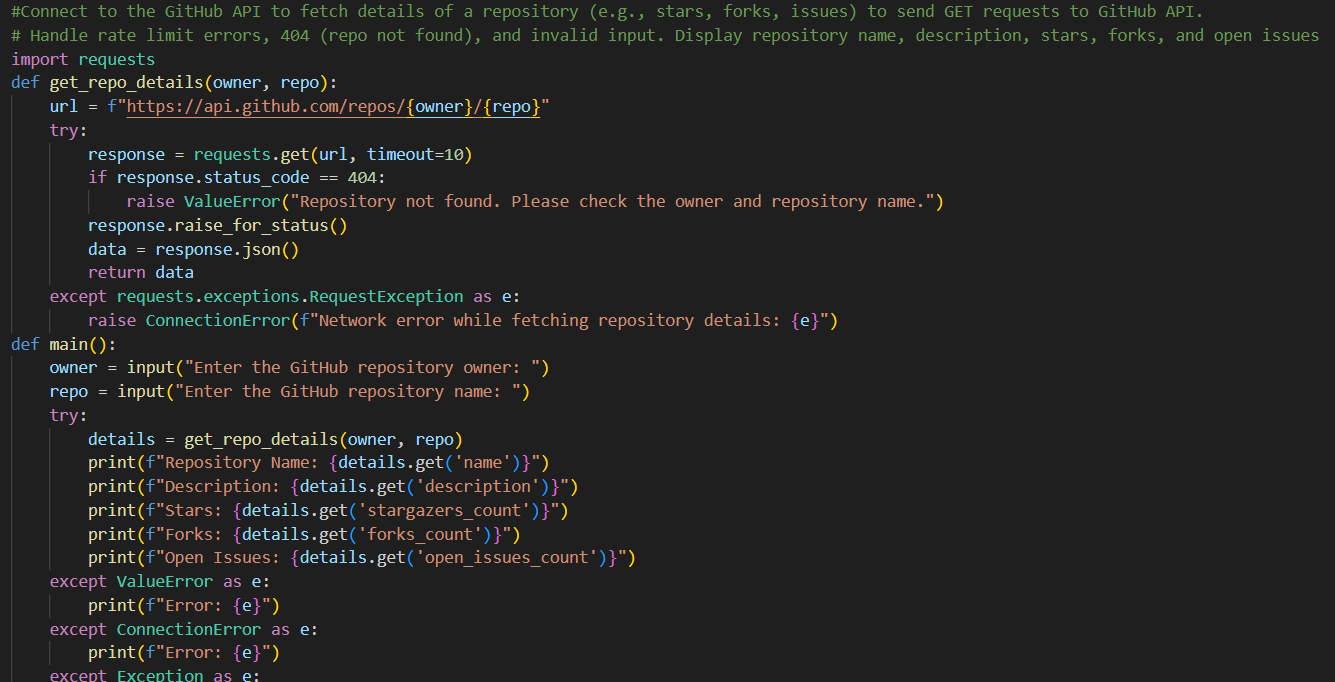 #Connect to the GitHub API to fetch details of a repository (e.g., stars, forks, issues) to send GET requests to GitHub API.
# Handle rate limit errors, 404 (repo not found), and invalid input. Display repository name, description, stars, forks, and open issues
import requests
def get_repo_details(owner, repo):
    url = f"https://api.github.com/repos/{owner}/{repo}"
    try:
        response = requests.get(url, timeout=10)
        if response.status_code == 404:
            raise ValueError("Repository not found. Please check the owner and repository name.")
        response.raise_for_status()
        data = response.json()
        return data
    except requests.exceptions.RequestException as e:
        raise ConnectionError(f"Network error while fetching repository details: {e}")
def main():
    owner = input("Enter the GitHub repository owner: ")
    repo = input("Enter the GitHub repository name: ")
    try:
        details = get_repo_details(owner, repo)
        print(f"Repository Name: {details.get('name')}")
        print(f"Description: {details.get('description')}")
        print(f"Stars: {details.get('stargazers_count')}")
        print(f"Forks: {details.get('forks_count')}")
        print(f"Open Issues: {details.get('open_issues_count')}")
    except ValueError as e:
        print(f"Error: {e}")
    except ConnectionError as e:
        print(f"Error: {e}")
    except Exception as e: